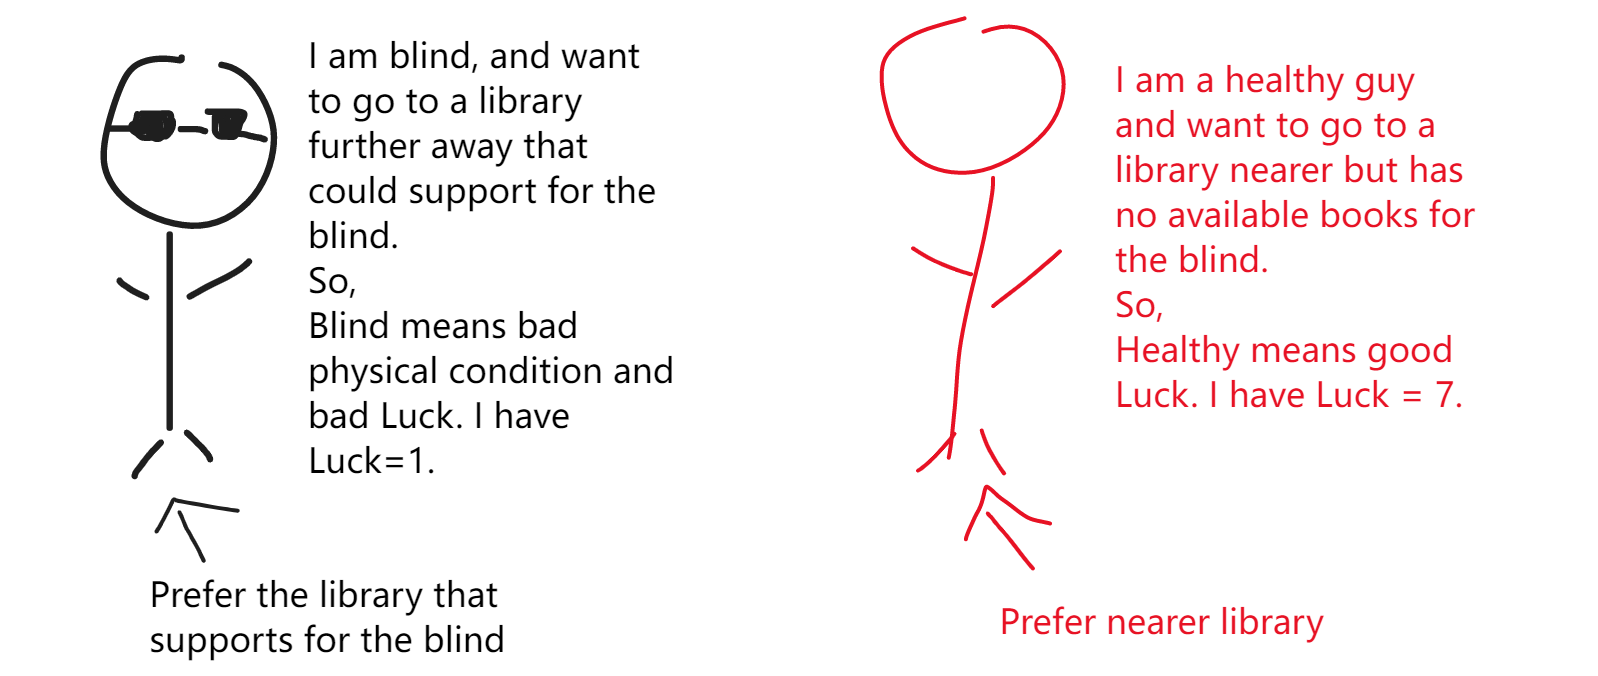 I am blind, and want
to go to a library
further away that
could support for the
blind.
So,
Blind means bad
physical condition and
bad Luck. I have
Luck=1.
Prefer the library that
supports for the blind
I am a healthy guy
and want to go to a
library nearer but has
no available books for
the blind.
So,
Healthy means good
Luck. I have Luck = 7.
Prefer nearer library